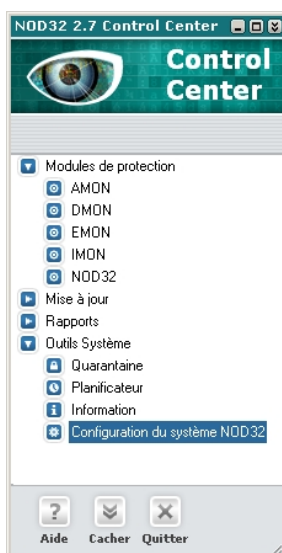 NOD32 2.7 Control Center
Control
Center
Modules de protection
AMON
DMON
EMON
IMON
NOD32
Mise à jour
Rapports
Outils Système
Quarantaine
Planificateur
Information
Configuration du système NOD32
Aide Cacher Quitter